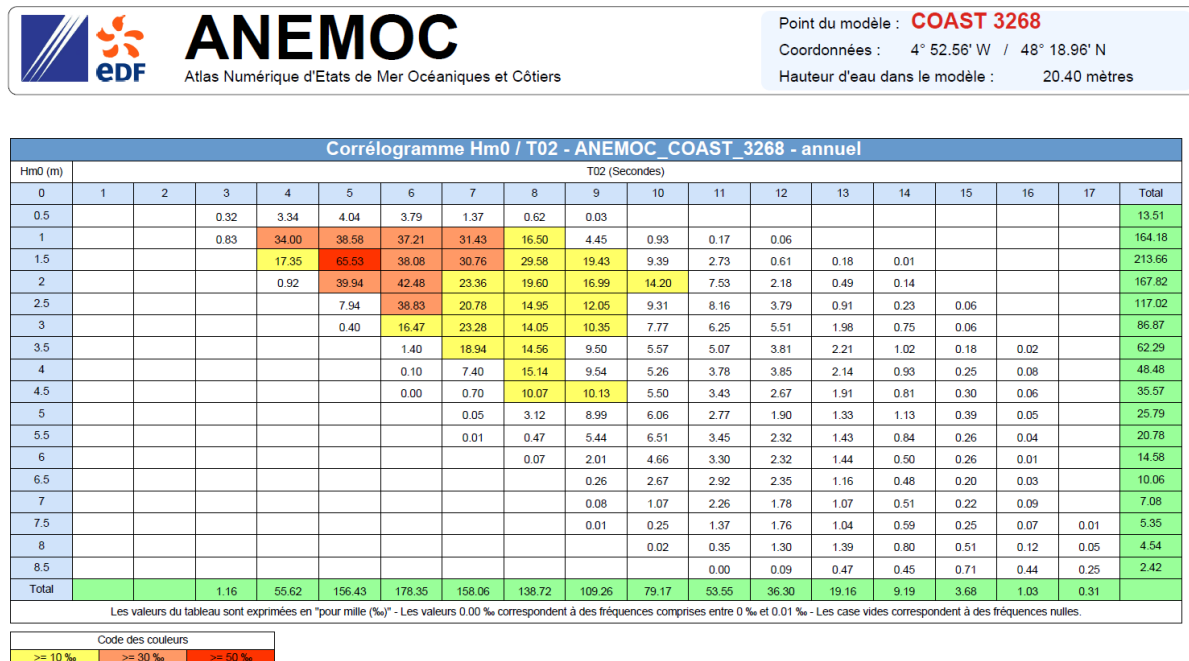 eDF
ANEMOC
Atlas Numérique d'Etats de Mer Océaniques et Côtiers
Point du modèle : COAST 3268
Coordonnées : 4° 52.56' W / 48° 18.96' N
Hauteur d'eau dans le modèle : 20.40 mètres
Corrélogramme Hm0 / T02 - ANEMOC_COAST_3268 - annuel
Hm0 (m) T02 (Secondes)
0 1 2 3 4 5 6 7 8 9 10 11 12 13 14 15 16 17 Total
0.5 0.32 3.34 4.04 3.79 1.37 0.62 0.03 13.51
1 0.83 34.00 38.58 37.21 31.43 16.50 4.45 0.93 0.17 0.06 164.18
1.5 17.35 65.53 38.08 30.76 29.58 19.43 9.39 2.73 0.61 0.18 0.01 213.66
2 0.92 39.94 42.48 23.36 19.60 16.99 14.20 7.53 2.18 0.49 0.14 167.82
2.5 7.94 38.83 20.78 14.95 12.05 9.31 8.16 3.79 0.91 0.23 0.06 117.02
3 0.40 16.47 23.28 14.05 10.35 7.77 6.25 5.51 1.98 0.75 0.06 86.87
3.5 1.40 18.94 14.56 9.50 5.57 5.07 3.81 2.21 1.02 0.18 0.02 62.29
4 0.10 7.40 15.14 9.54 5.26 3.78 3.85 2.14 0.93 0.25 0.08 48.48
4.5 0.00 0.70 10.07 10.13 5.50 3.43 2.67 1.91 0.81 0.30 0.06 35.57
5 0.05 3.12 8.99 6.06 2.77 1.90 1.33 1.13 0.39 0.05 25.79
5.5 0.01 0.47 5.44 6.51 3.45 2.32 1.43 0.84 0.26 0.04 20.78
6 0.07 2.01 4.66 3.30 2.32 1.44 0.50 0.26 0.01 14.58
6.5 0.26 2.67 2.92 2.35 1.16 0.48 0.20 0.03 10.06
7 0.08 1.07 2.26 1.78 1.07 0.51 0.22 0.09 7.08
7.5 0.01 0.25 1.37 1.76 1.04 0.59 0.25 0.07 0.01 5.35
8 0.02 0.35 1.30 1.39 0.80 0.51 0.12 0.05 4.54
8.5 0.00 0.09 0.47 0.45 0.71 0.44 0.25 2.42
Total 1.16 55.62 156.43 178.35 158.06 138.72 109.26 79.17 53.55 36.30 19.16 9.19 3.68 1.03 0.31
Les valeurs du tableau sont exprimées en "pour mille (‰)" - Les valeurs 0.00 ‰ correspondent à des fréquences comprises entre 0 ‰ et 0.01 ‰ - Les case vides correspondent à des fréquences nulles.
Code des couleurs
>= 10 ‰ >= 30 ‰ >= 50 ‰